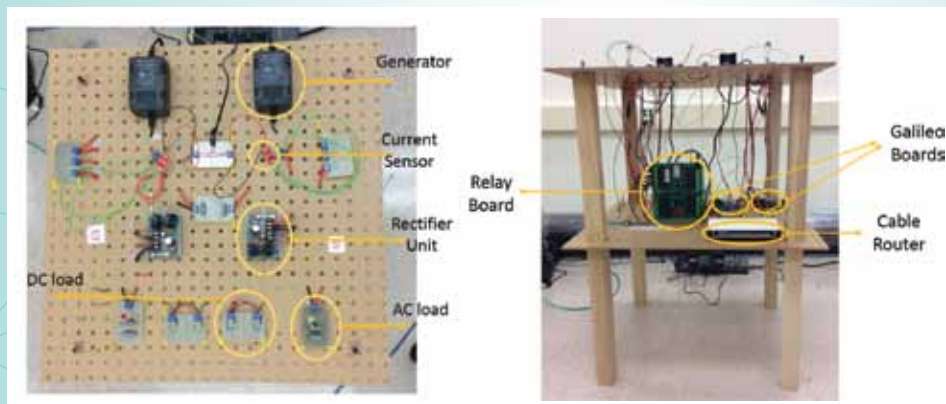 Generator
Current
Sensor
Rectifier
Unit
DC load
AC load
Relay
Board
Galileo
Boards
Cable
Router